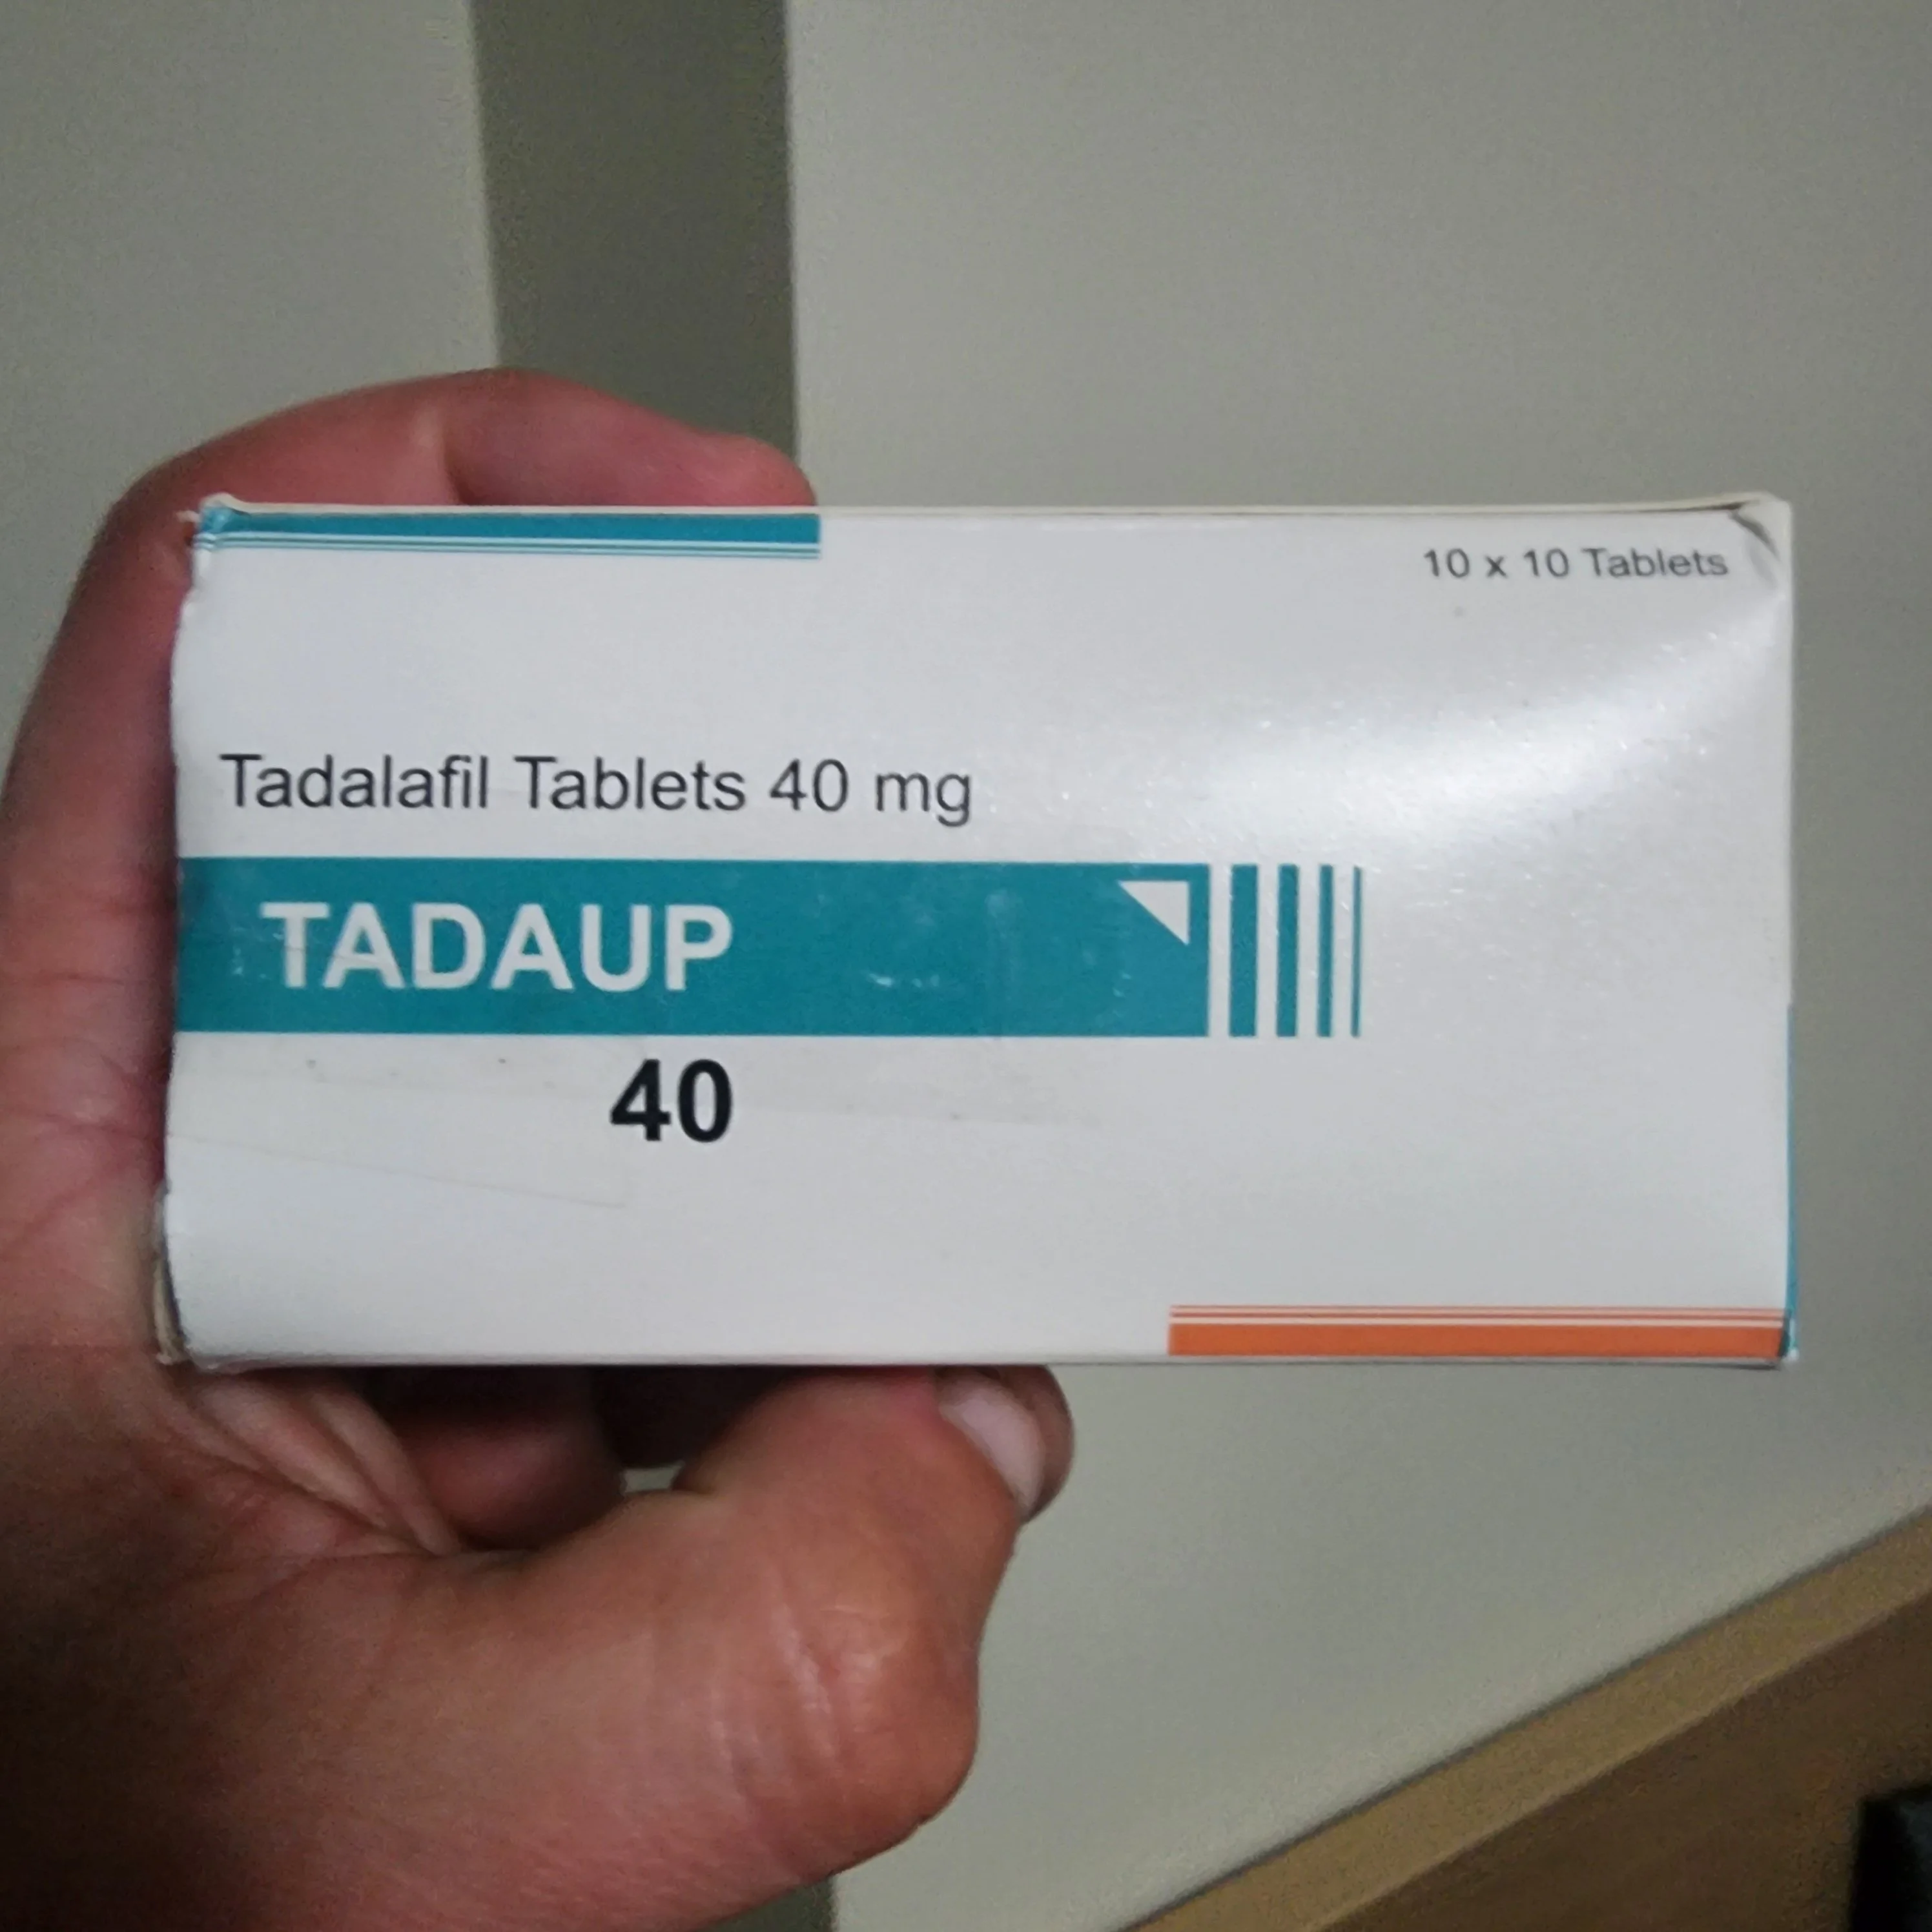 10 x 10 Tablets
Tadalafil Tablets 40 mg
TADAUP
40